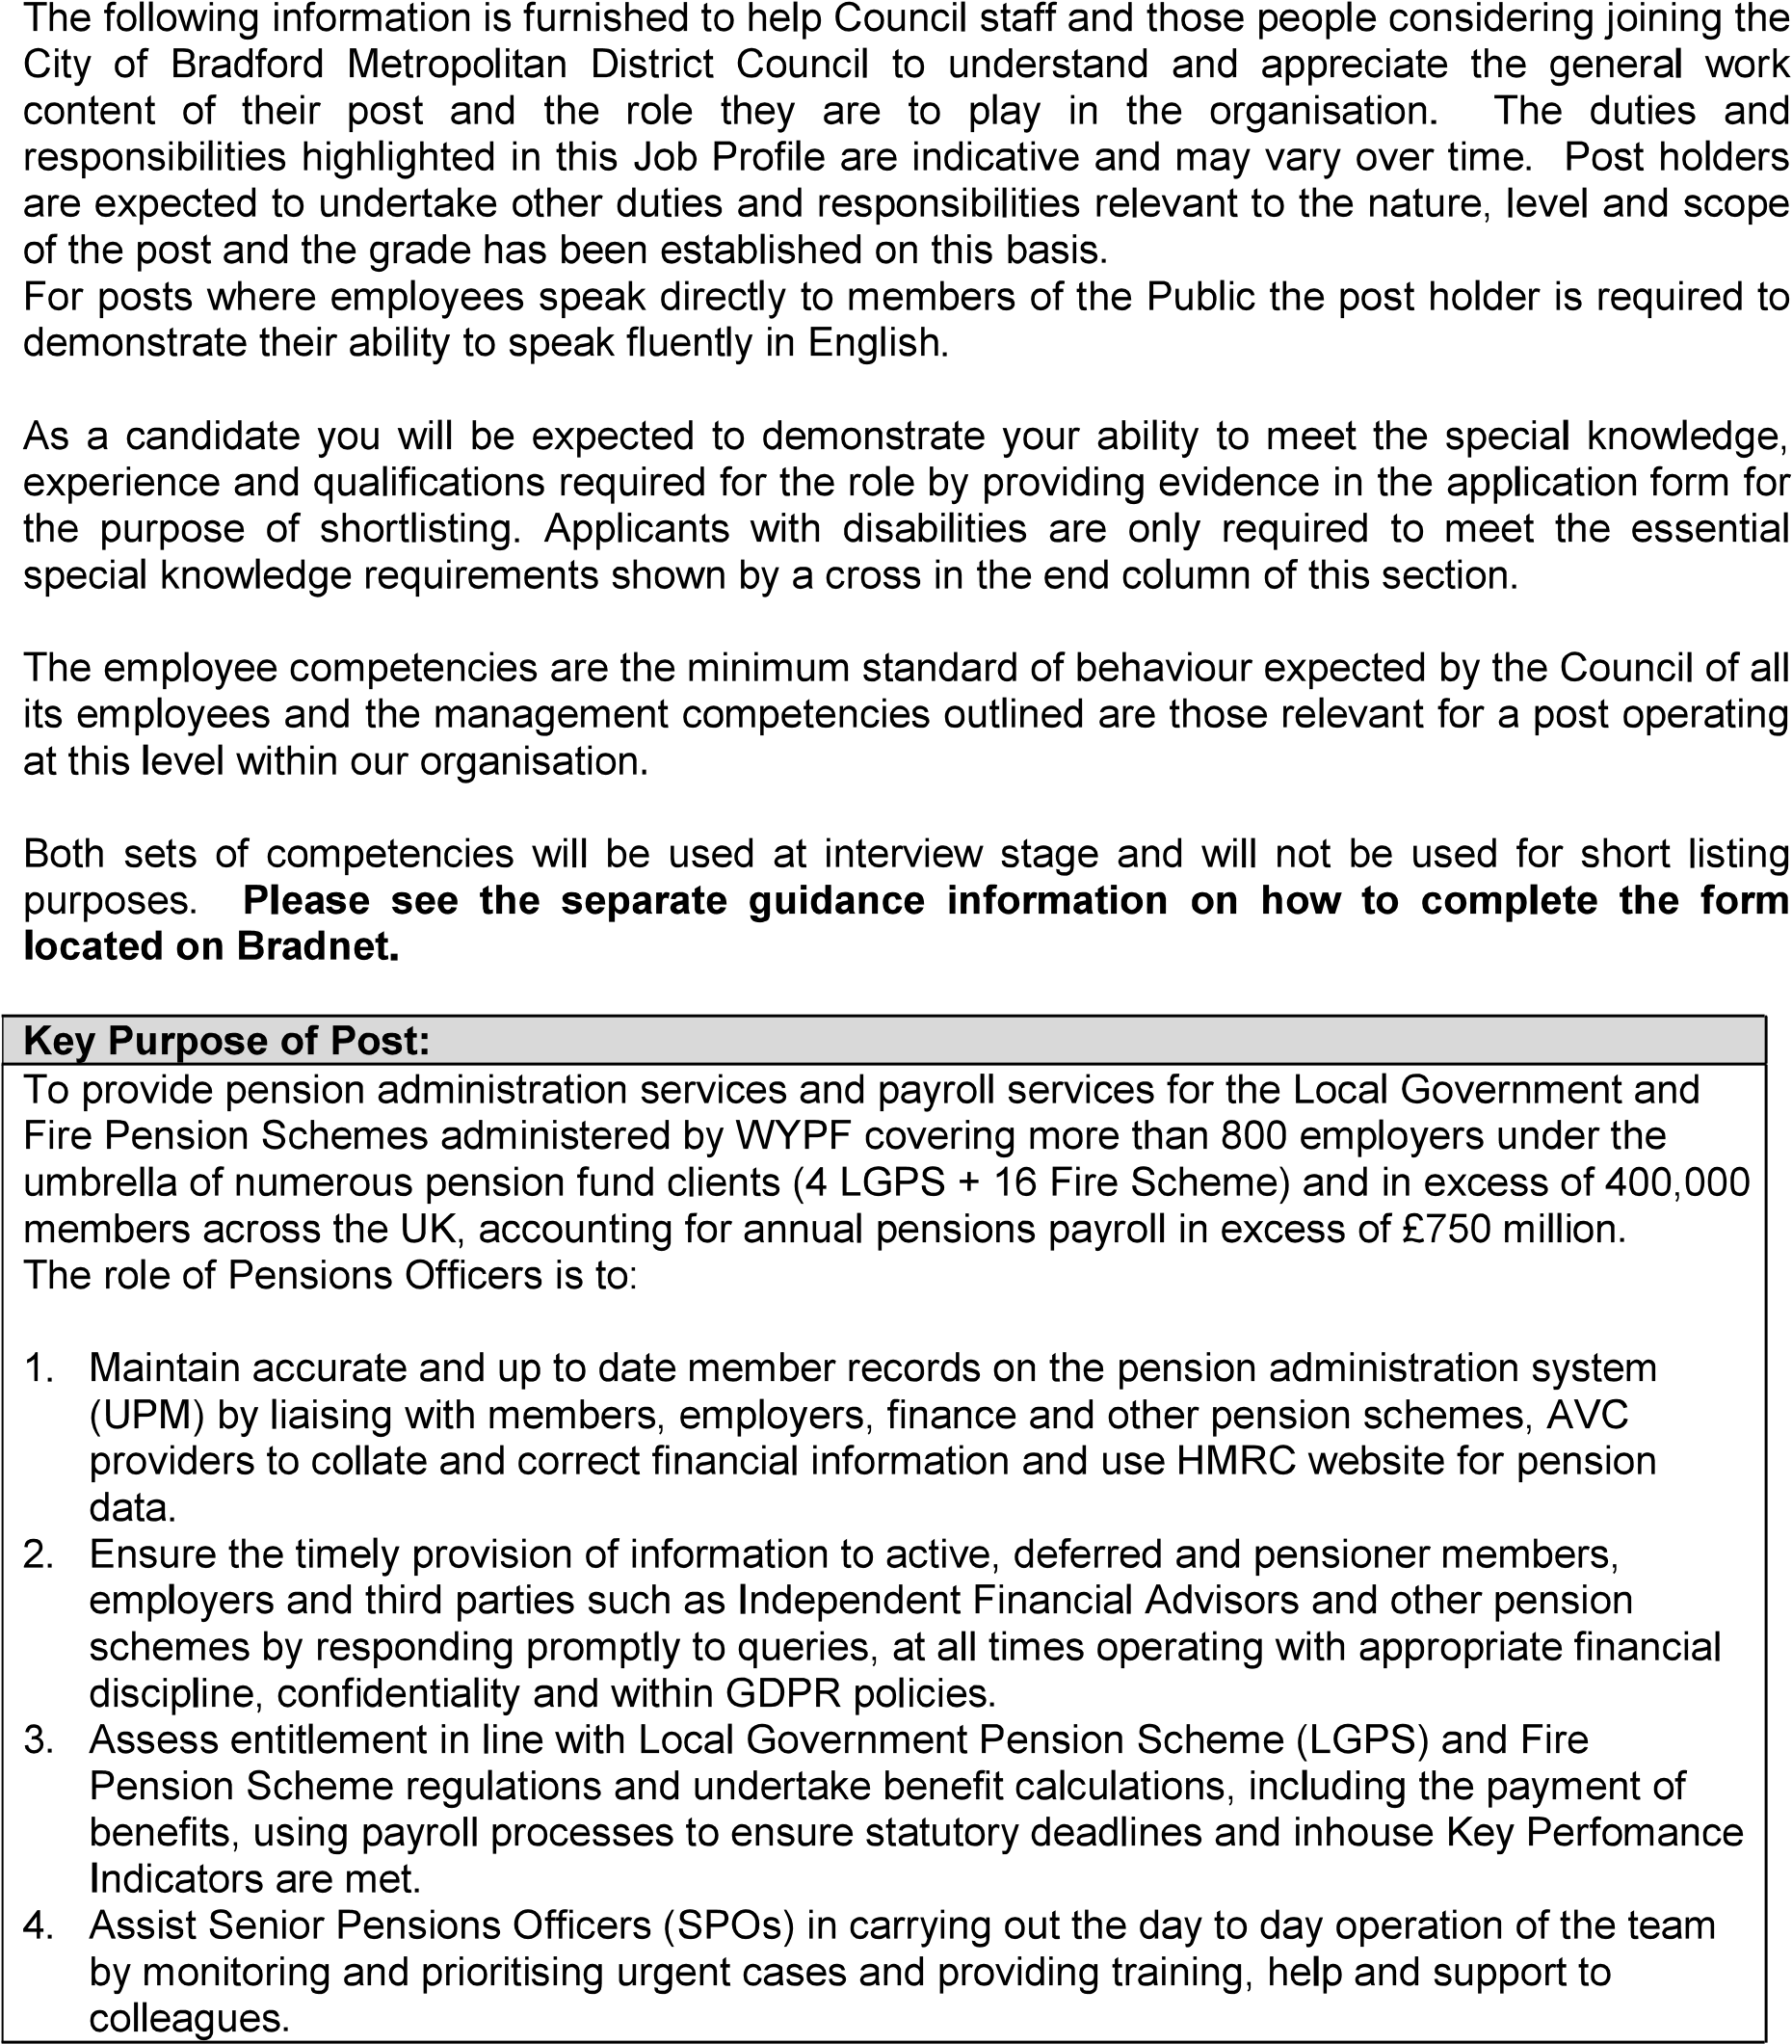 The following information is furnished to help Council staff and those people considering joining the
City of Bradford Metropolitan District Council to understand and appreciate the general work
content of their post and the role they are to play in the organisation. The duties and
responsibilities highlighted in this Job Profile are indicative and may vary over time. Post holders
are expected to undertake other duties and responsibilities relevant to the nature, level and scope
of the post and the grade has been established on this basis.
For posts where employees speak directly to members of the Public the post holder is required to
demonstrate their ability to speak fluently in English.
As a candidate you will be expected to demonstrate your ability to meet the special knowledge,
experience and qualifications required for the role by providing evidence in the application form for
the purpose of shortlisting. Applicants with disabilities are only required to meet the essential
special knowledge requirements shown by a cross in the end column of this section.
The employee competencies are the minimum standard of behaviour expected by the Council of all
its employees and the management competencies outlined are those relevant for a post operating
at this level within our organisation.
Both sets of competencies will be used at interview stage and will not be used for short listing
purposes. Please see the separate guidance information on how to complete the form
located on Bradnet.
Key Purpose of Post:
To provide pension administration services and payroll services for the Local Government and
Fire Pension Schemes administered by WYPF covering more than 800 employers under the
umbrella of numerous pension fund clients (4 LGPS + 16 Fire Scheme) and in excess of 400,000
members across the UK, accounting for annual pensions payroll in excess of £750 million.
The role of Pensions Officers is to:
1. Maintain accurate and up to date member records on the pension administration system
(UPM) by liaising with members, employers, finance and other pension schemes, AVC
providers to collate and correct financial information and use HMRC website for pension
data.
2. Ensure the timely provision of information to active, deferred and pensioner members,
employers and third parties such as Independent Financial Advisors and other pension
schemes by responding promptly to queries, at all times operating with appropriate financial
discipline, confidentiality and within GDPR policies.
3. Assess entitlement in line with Local Government Pension Scheme (LGPS) and Fire
Pension Scheme regulations and undertake benefit calculations, including the payment of
benefits, using payroll processes to ensure statutory deadlines and inhouse Key Perfomance
Indicators are met.
4. Assist Senior Pensions Officers (SPOs) in carrying out the day to day operation of the team
by monitoring and prioritising urgent cases and providing training, help and support to
colleagues.